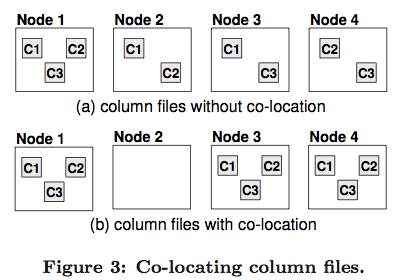 Node 1 Node 2 Node 3 Node 4
C1 C2 C1 C1 C2
C3 C2 C3 C3
(a) column files without co-location
Node 1 Node 2 Node 3 Node 4
C1 C2 C1 C2 C1 C2
C3 C3 C3
(b) column files with co-location
Figure 3: Co-locating column files.